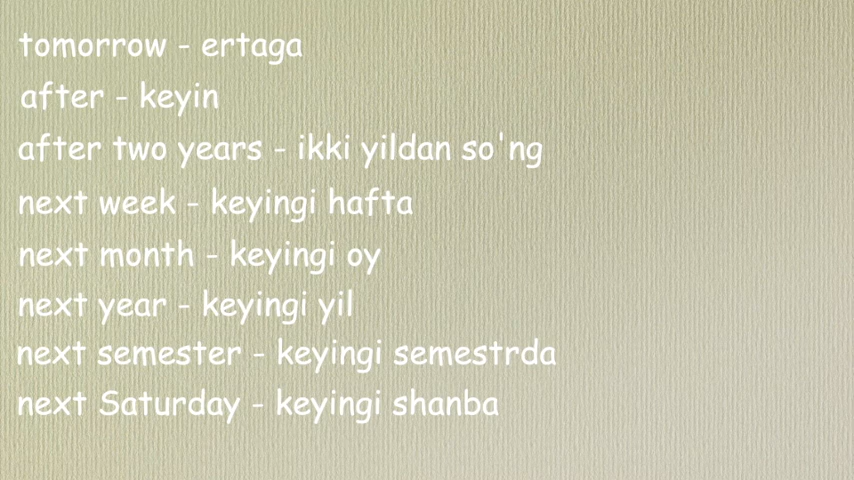 tomorrow - ertaga
after - keyin
after two years - ikki yildan so'ng
next week - keyingi hafta
next month - keyingi oy
next year - keyingi yil
next semester - keyingi semestrda
next Saturday - keyingi shanba